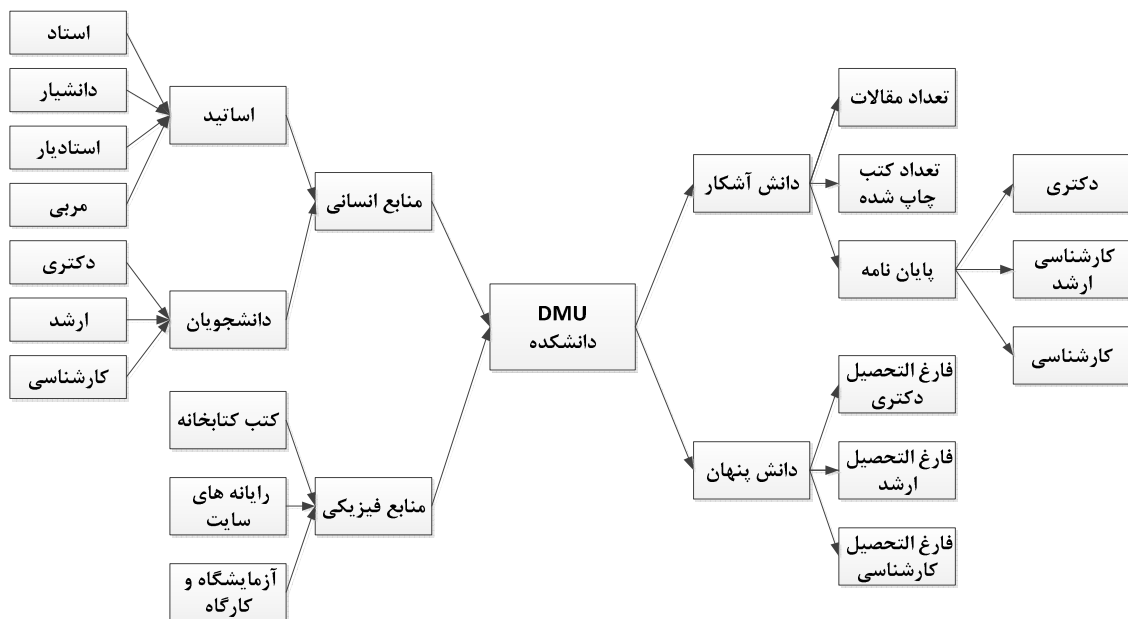 استاد
دانشیار
استادیار
مربی
دکتری
ارشد
کارشناسی
اساتید
دانشجویان
کتب کتابخانه
رایانه های
سایت
آزمایشگاه و
کارگاه
منابع انسانی
منابع فیزیکی
DMU
دانشکده
دانش آشکار
دانش پنهان
تعداد مقالات
تعداد کتب
چاپ شده
پایان نامه
فارغ التحصیل
دکتری
فارغ التحصیل
ارشد
فارغ التحصیل
کارشناسی
دکتری
کارشناسی
ارشد
کارشناسی